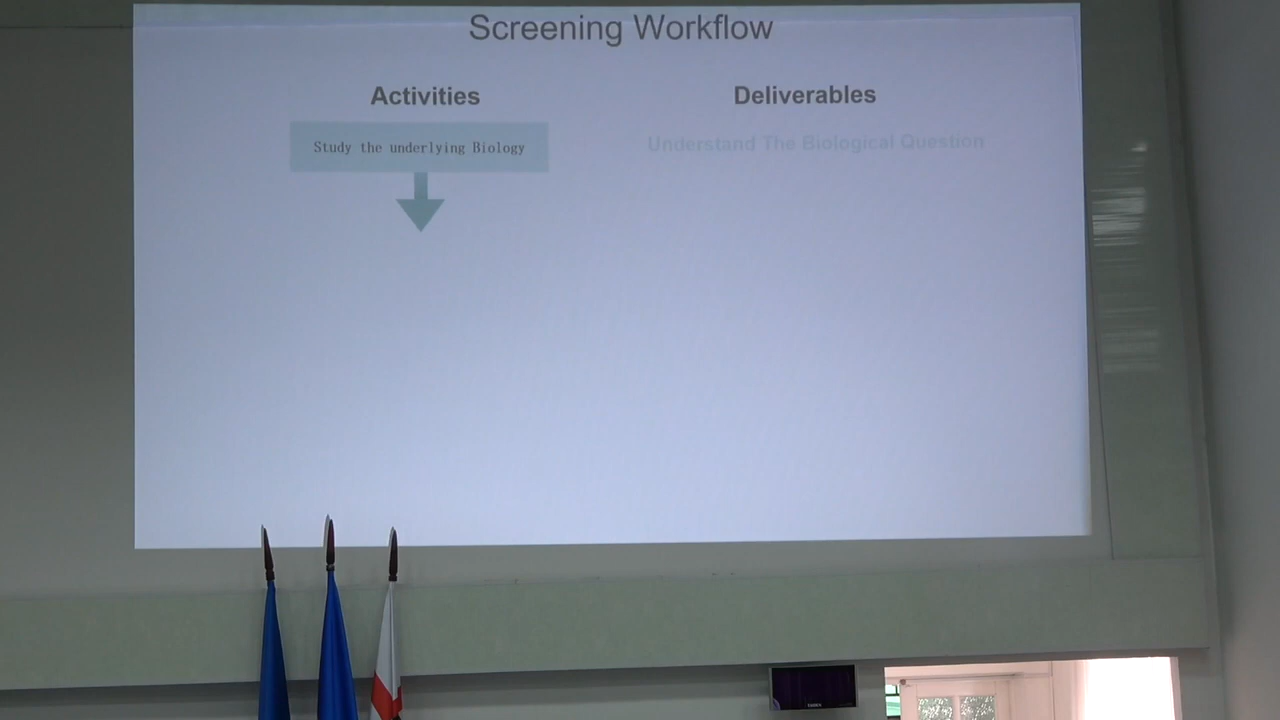 Screening Workflow
Activities
Deliverables
Study the underlying Biology
Understand The Biological Question